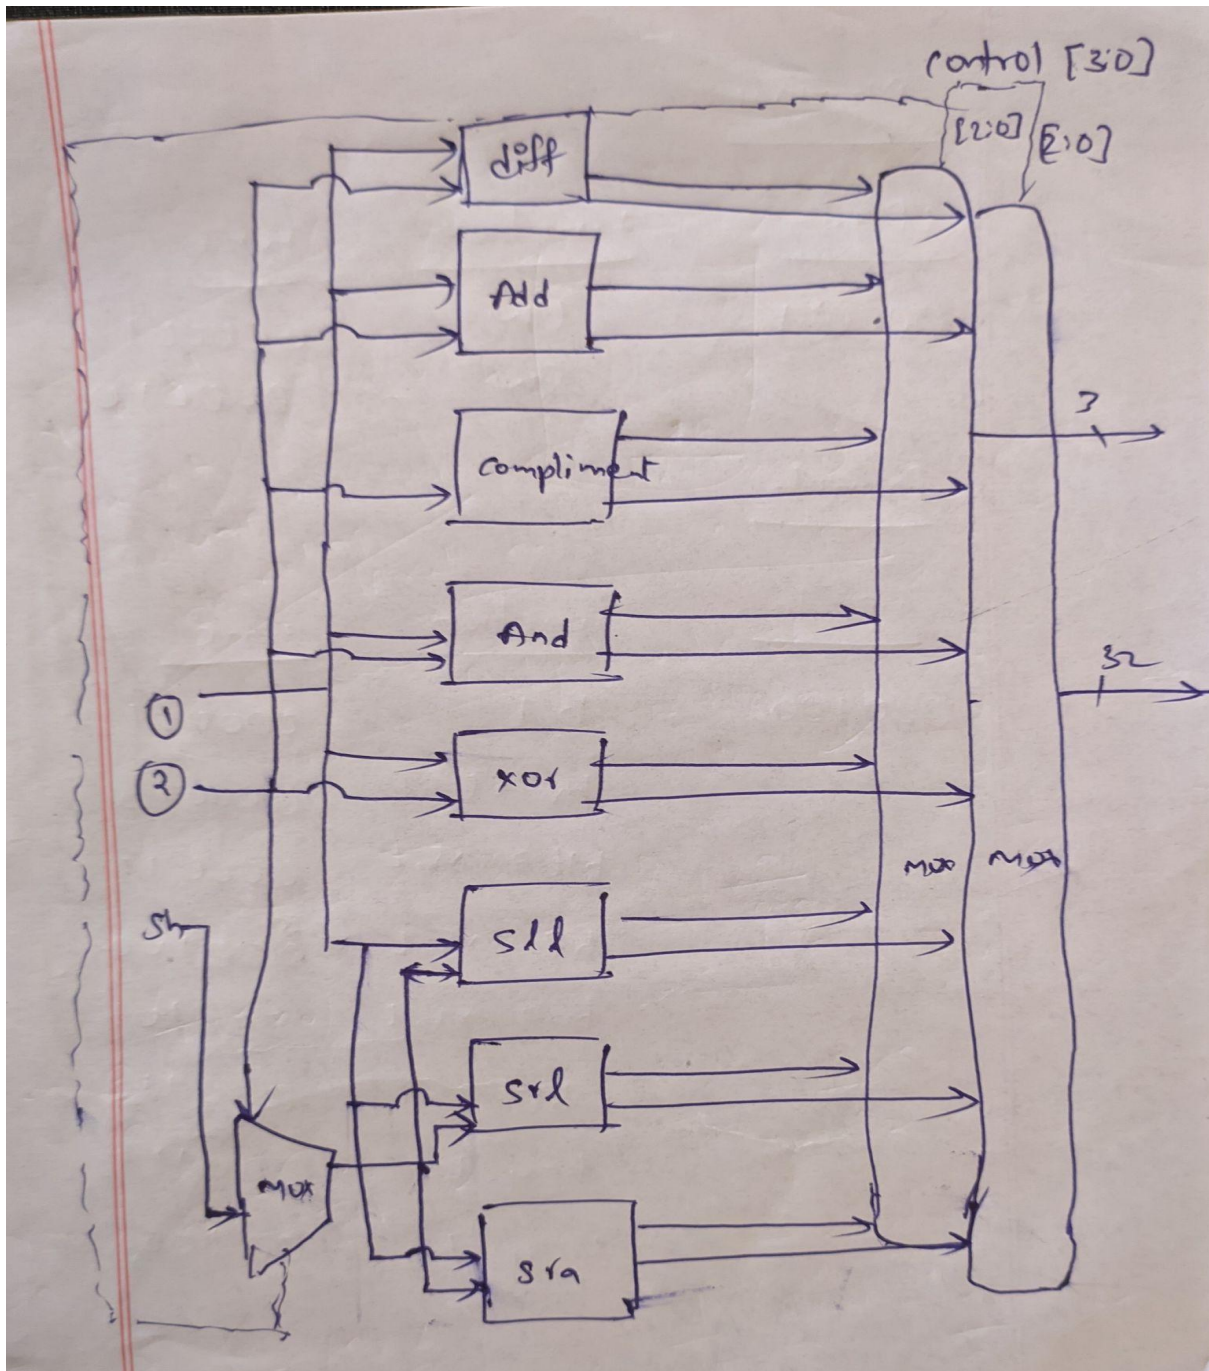 control [3:0]
[2:0]
[2:0]
diff
Add
3
compliment
And
32
1
2
xor
mux
mux
sh
sll
srl
mux
sra